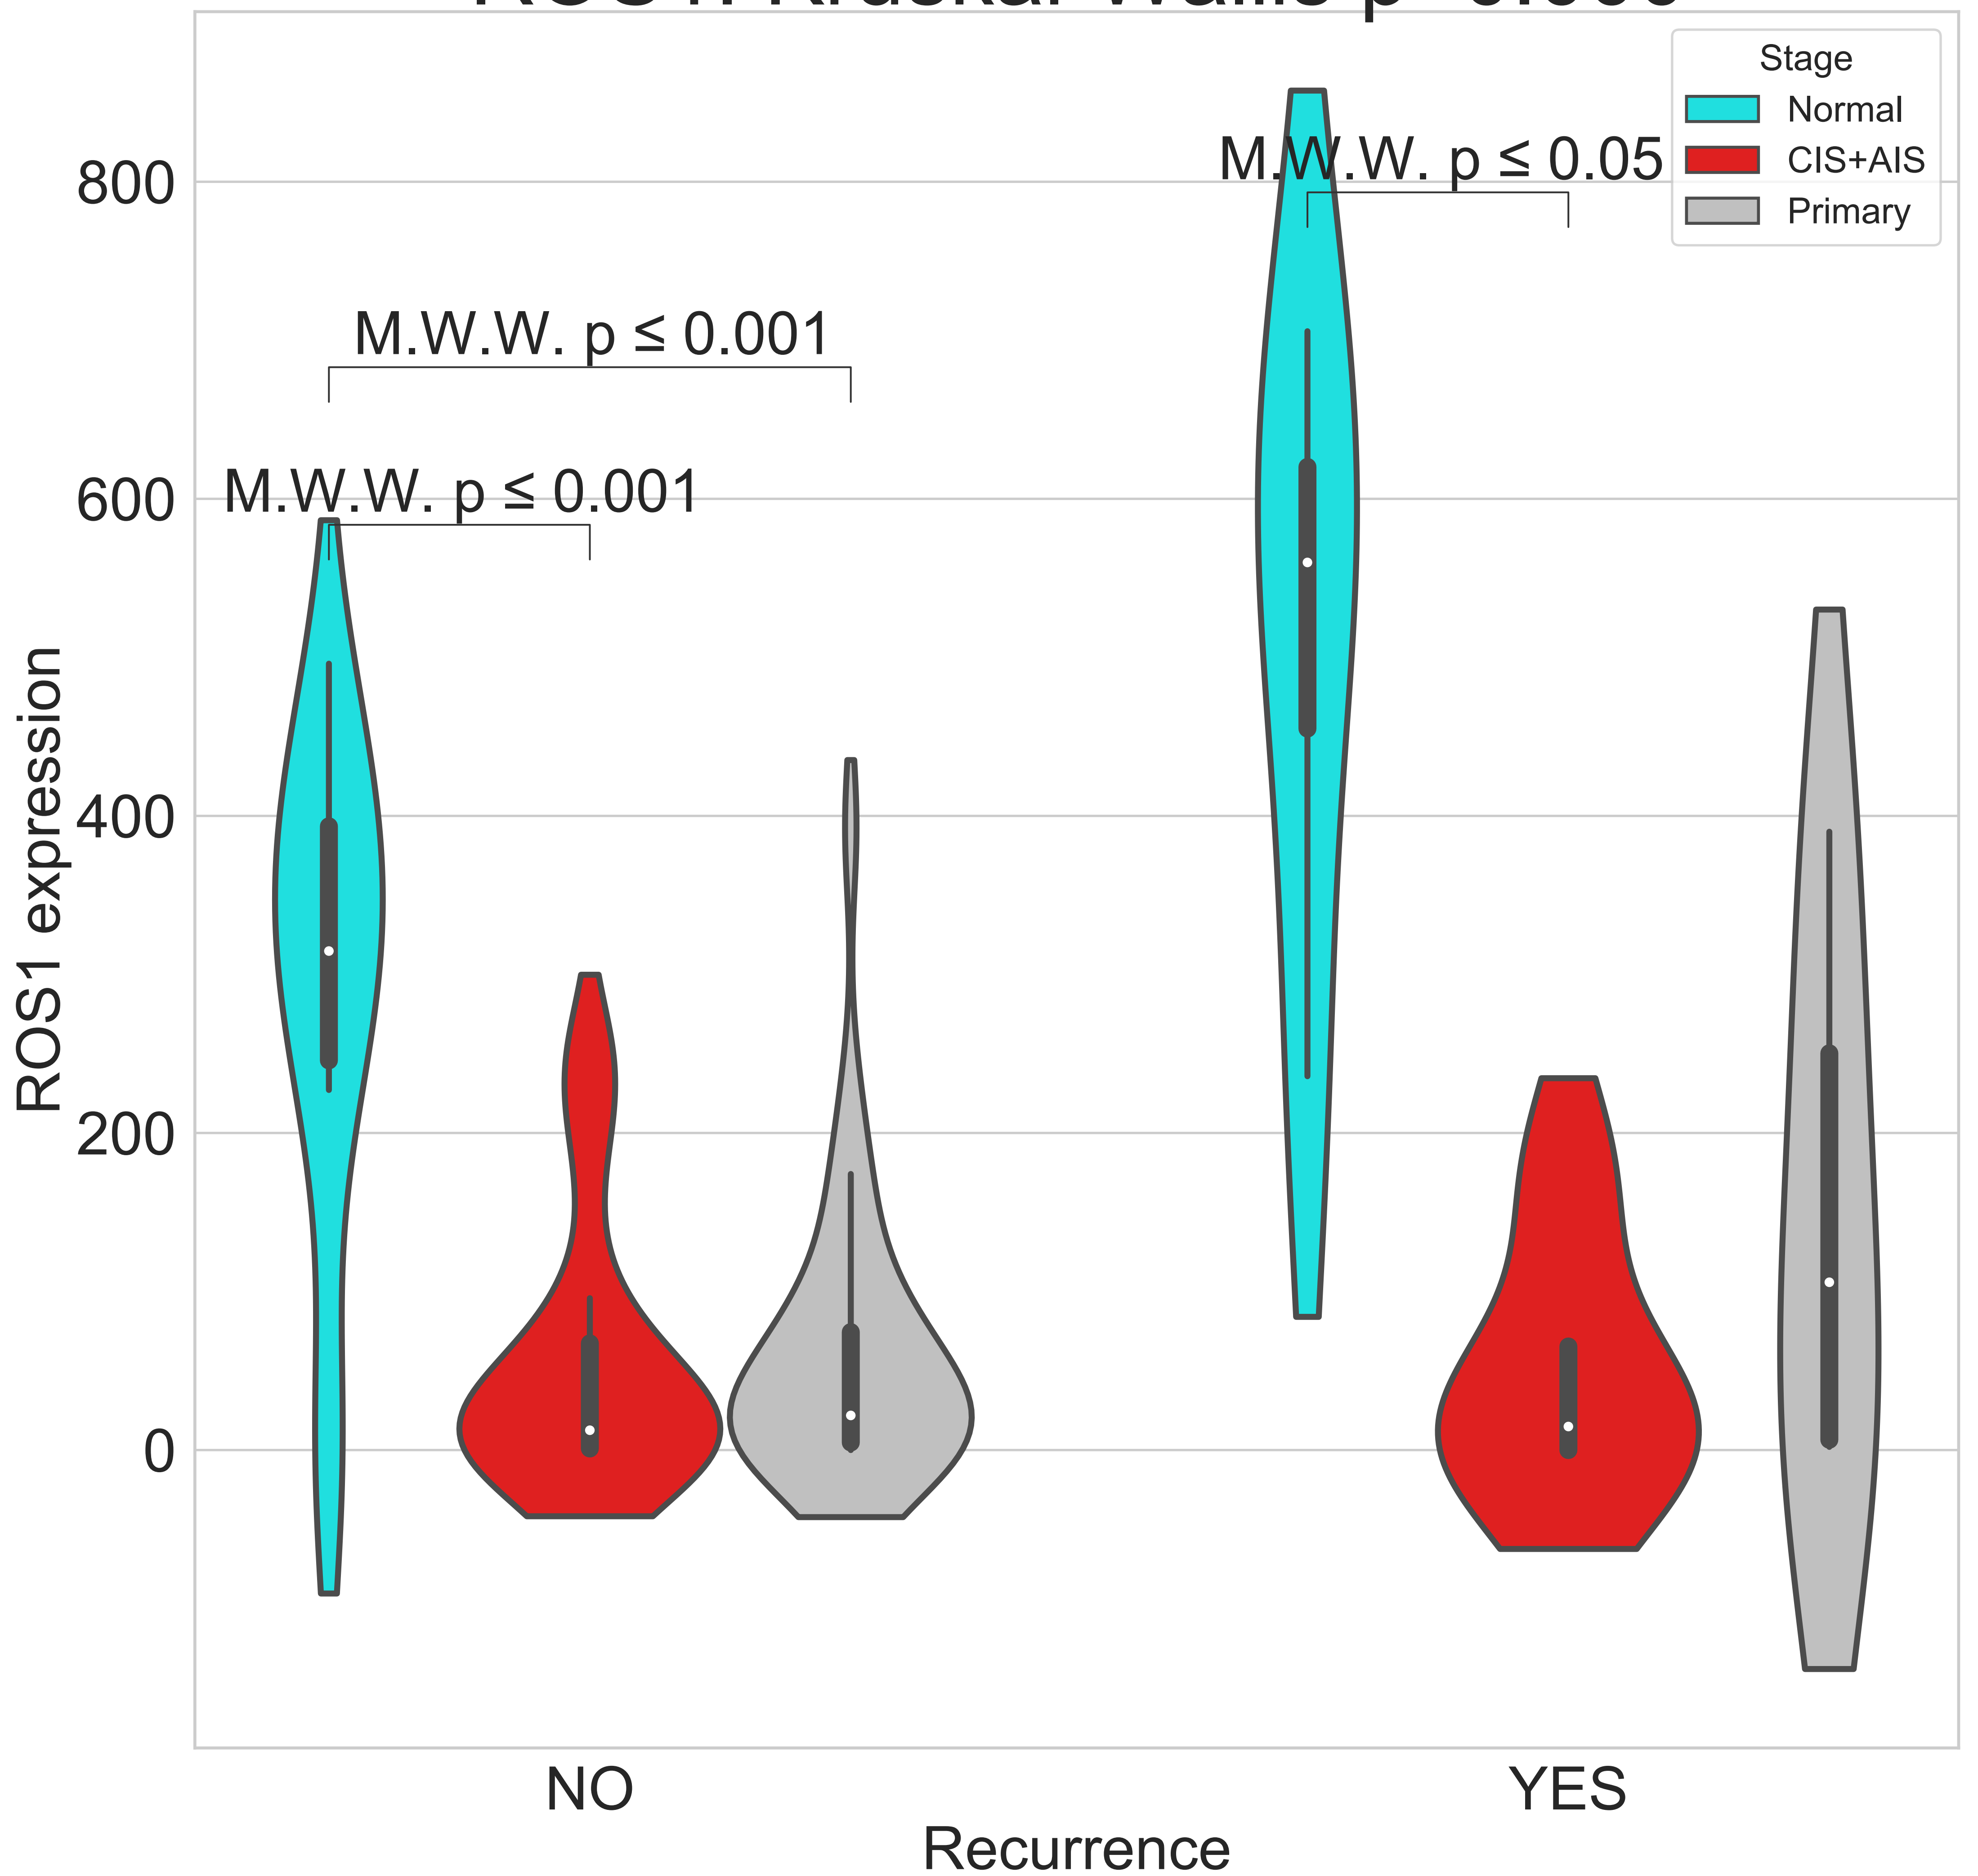 Stage
Normal
CIS+AIS
Primary
M.W.W. p ≤ 0.05
M.W.W. p ≤ 0.001
M.W.W. p ≤ 0.001
800
600
400
200
0
ROS1 expression
NO
YES
Recurrence